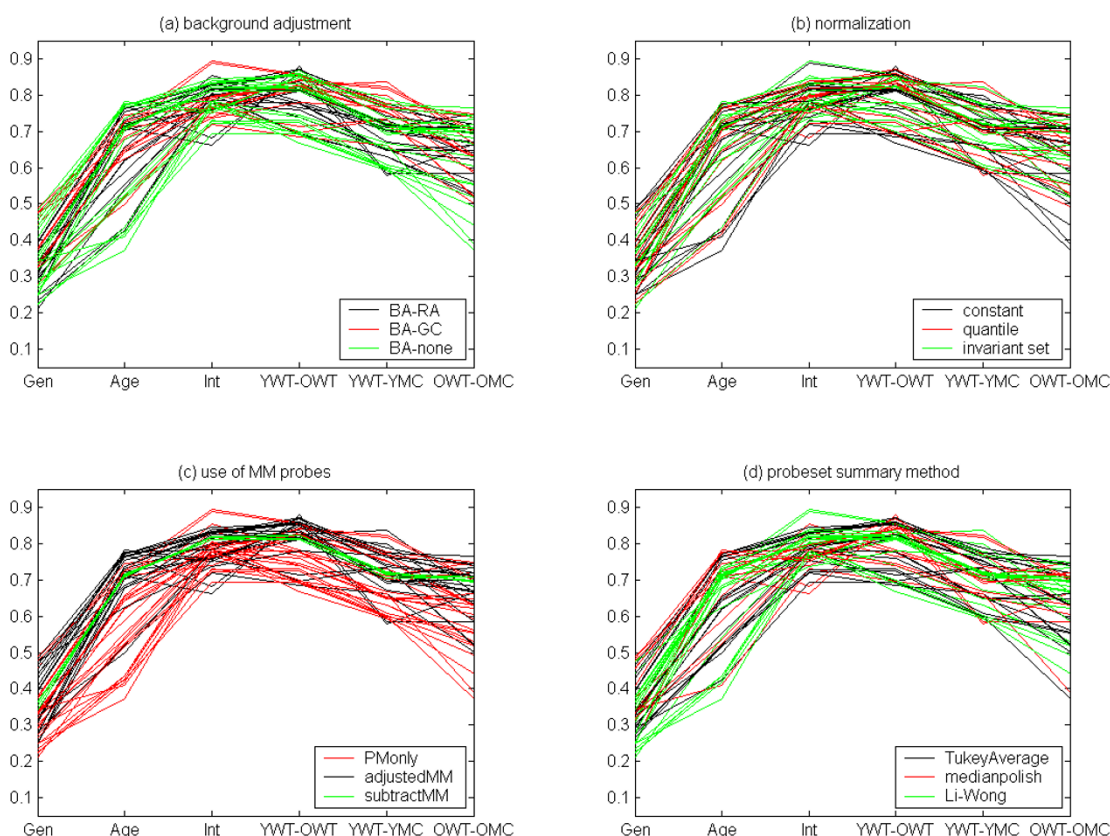 (a) background adjustment
0.9
0.8
0.7
0.6
0.5
0.4
0.3
0.2
0.1
BA-RA
BA-GC
BA-none
Gen Age Int YWT-OWT YWT-YMC OWT-OMC
(b) normalization
0.9
0.8
0.7
0.6
0.5
0.4
0.3
0.2
0.1
constant
quantile
invariant set
Gen Age Int YWT-OWT YWT-YMC OWT-OMC
(c) use of MM probes
0.9
0.8
0.7
0.6
0.5
0.4
0.3
0.2
0.1
PMonly
adjustedMM
subtractMM
Gen Age Int YWT-OWT YWT-YMC OWT-OMC
(d) probeset summary method
0.9
0.8
0.7
0.6
0.5
0.4
0.3
0.2
0.1
TukeyAverage
medianpolish
Li-Wong
Gen Age Int YWT-OWT YWT-YMC OWT-OMC